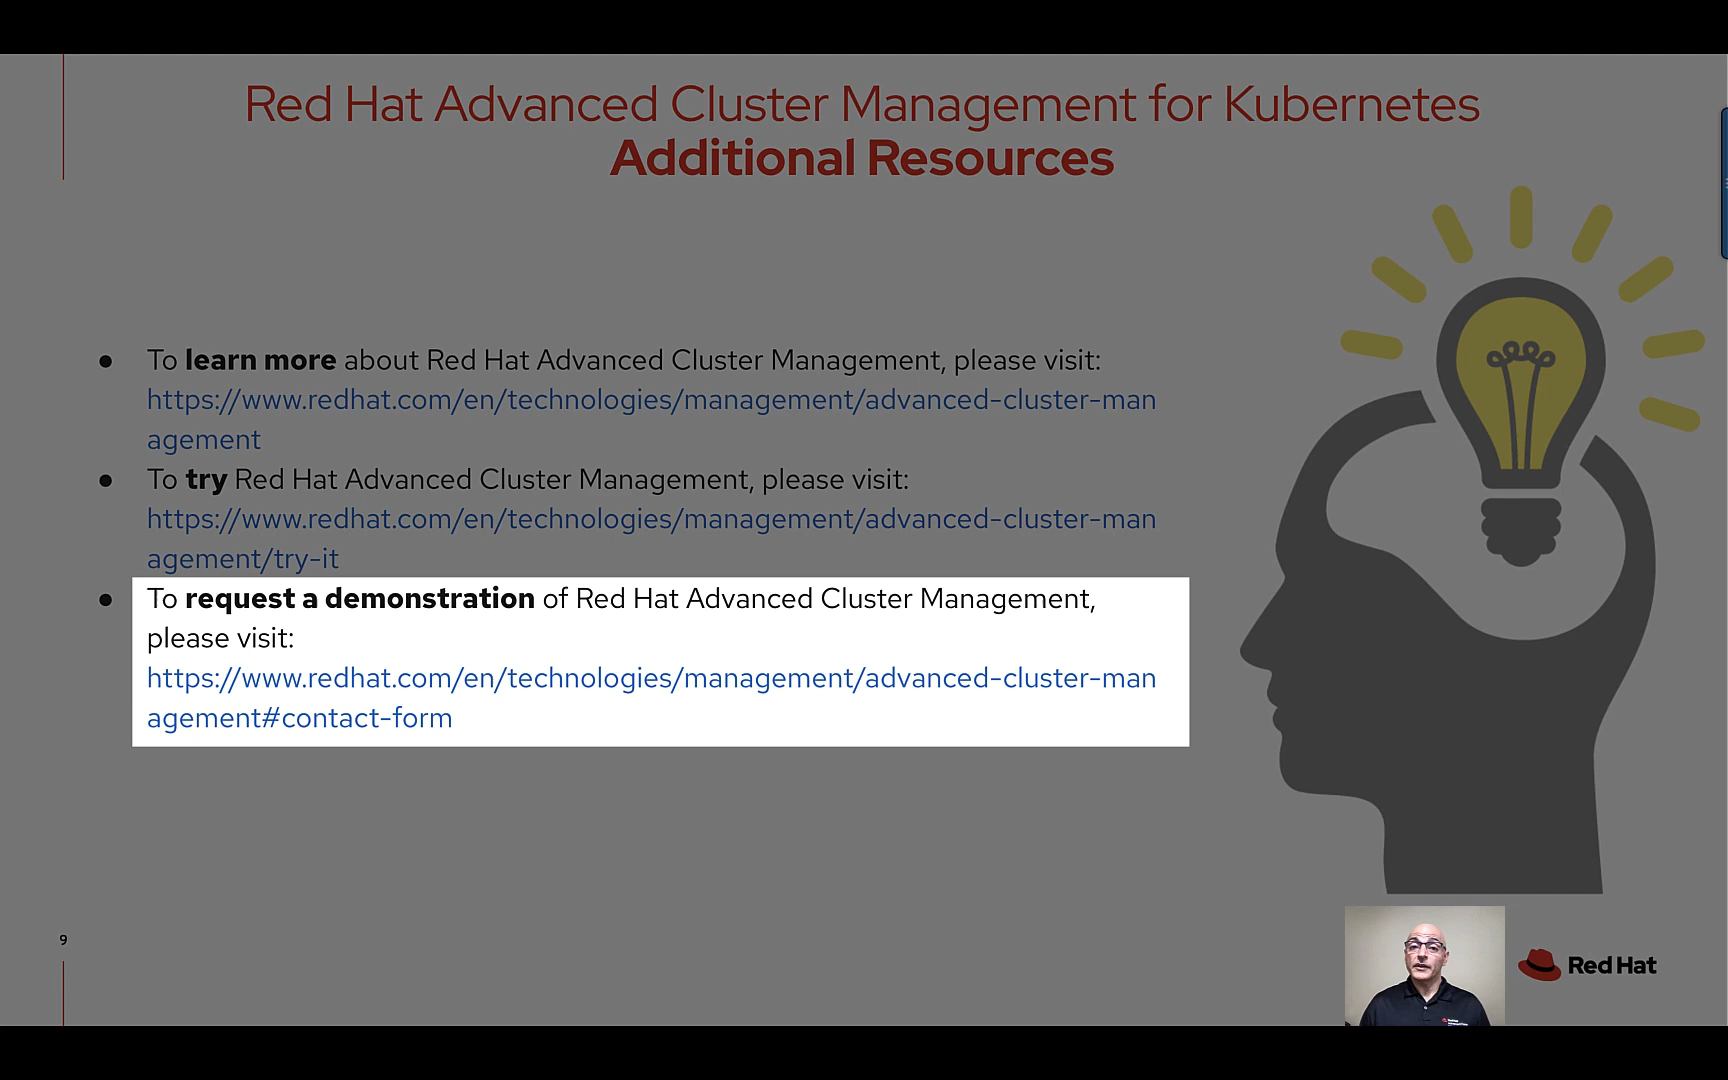 Red Hat Advanced Cluster Management for Kubernetes
Additional Resources
● To learn more about Red Hat Advanced Cluster Management, please visit:
https://www.redhat.com/en/technologies/management/advanced-cluster-man
agement
● To try Red Hat Advanced Cluster Management, please visit:
https://www.redhat.com/en/technologies/management/advanced-cluster-man
agement/try-it
● To request a demonstration of Red Hat Advanced Cluster Management,
please visit:
https://www.redhat.com/en/technologies/management/advanced-cluster-man
agement#contact-form
9
Red Hat